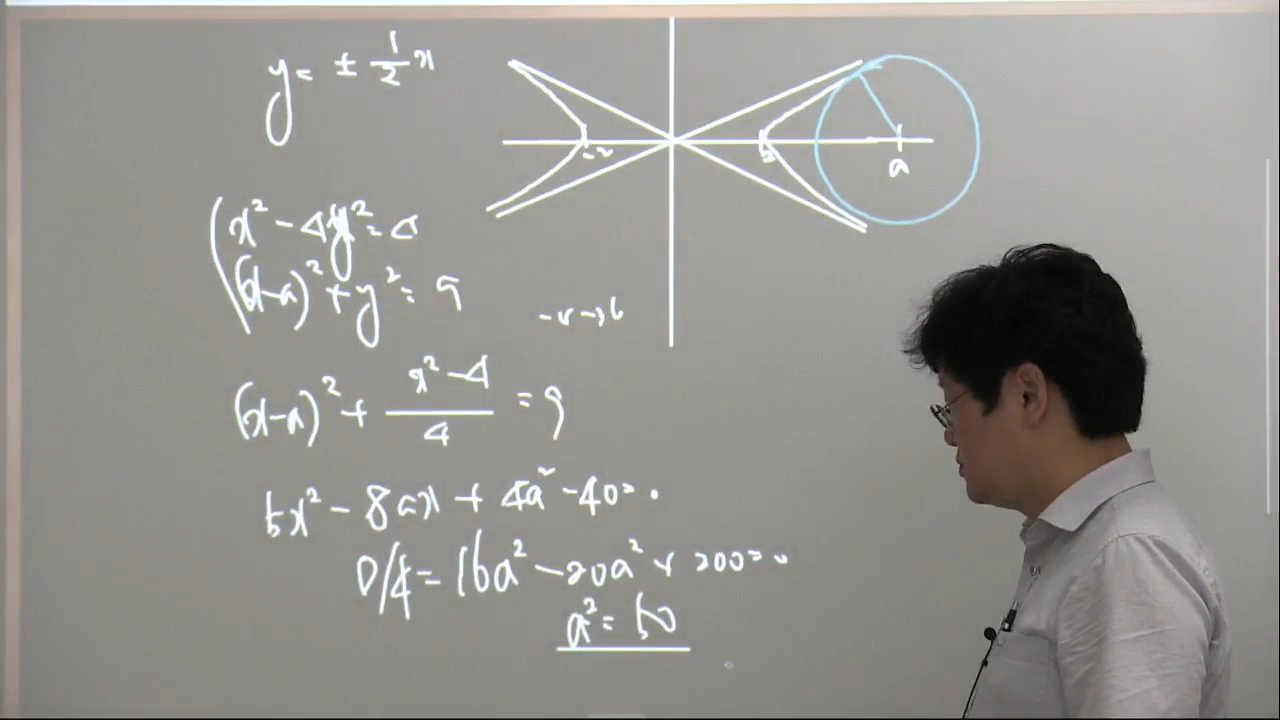 y = ± 1/2 x
-2 2 a
x² - 4y² = 4
(x-a)² + y² = 9
(x-a)² + (x²-4)/4 = 9
5x² - 8ax + 4a² - 40 = 0
D/4 = 16a² - 20a² + 200 = 0
a² = 50